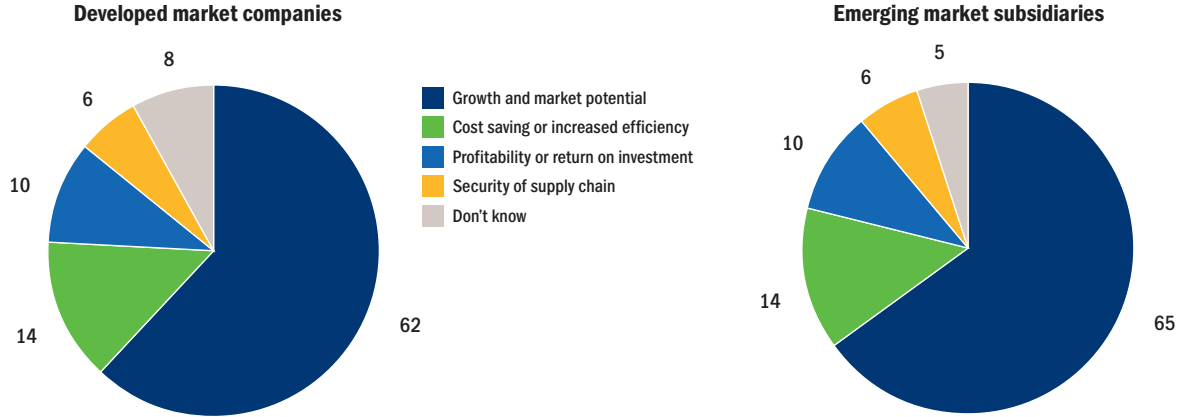 Developed market companies
8
6
10
14
62
Growth and market potential
Cost saving or increased efficiency
Profitability or return on investment
Security of supply chain
Don't know
Emerging market subsidiaries
5
6
10
14
65